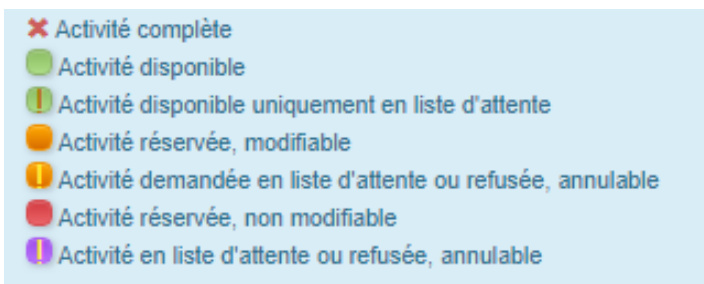 Activité complète
Activité disponible
Activité disponible uniquement en liste d'attente
Activité réservée, modifiable
Activité demandée en liste d'attente ou refusée, annulable
Activité réservée, non modifiable
Activité en liste d'attente ou refusée, annulable